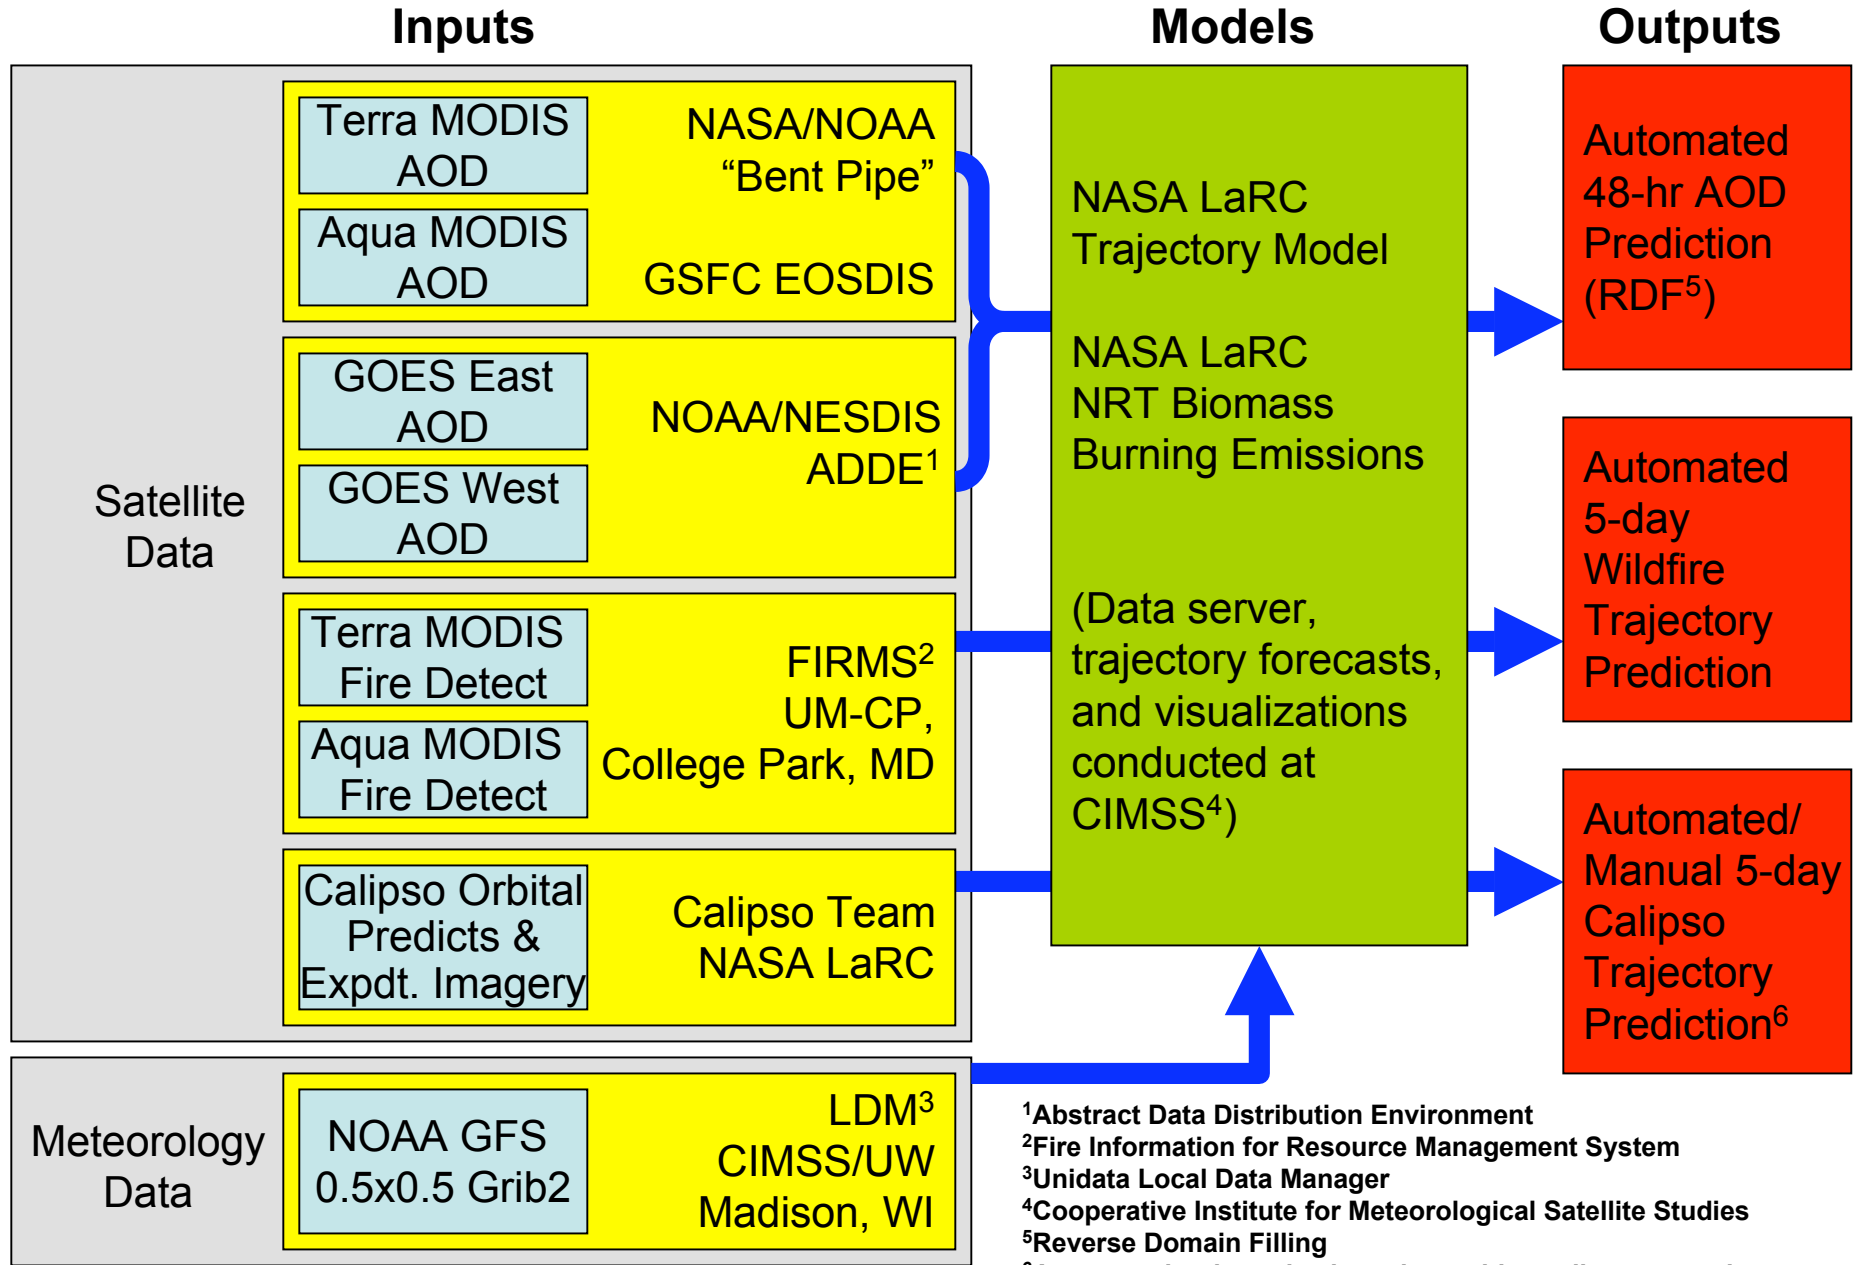 Inputs
Models
Outputs
Satellite
Data
Terra MODIS
AOD
Aqua MODIS
AOD
NASA/NOAA
“Bent Pipe”
GSFC EOSDIS
GOES East
AOD
GOES West
AOD
NOAA/NESDIS
ADDE¹
Terra MODIS
Fire Detect
Aqua MODIS
Fire Detect
FIRMS²
UM-CP,
College Park, MD
Calipso Orbital
Predicts &
Expdt. Imagery
Calipso Team
NASA LaRC
Meteorology
Data
NOAA GFS
0.5x0.5 Grib2
LDM³
CIMSS/UW
Madison, WI
NASA LaRC
Trajectory Model
NASA LaRC
NRT Biomass
Burning Emissions
(Data server,
trajectory forecasts,
and visualizations
conducted at
CIMSS⁴)
Automated
48-hr AOD
Prediction
(RDF⁵)
Automated
5-day
Wildfire
Trajectory
Prediction
Automated/
Manual 5-day
Calipso
Trajectory
Prediction⁶
¹Abstract Data Distribution Environment
²Fire Information for Resource Management System
³Unidata Local Data Manager
⁴Cooperative Institute for Meteorological Satellite Studies
⁵Reverse Domain Filling